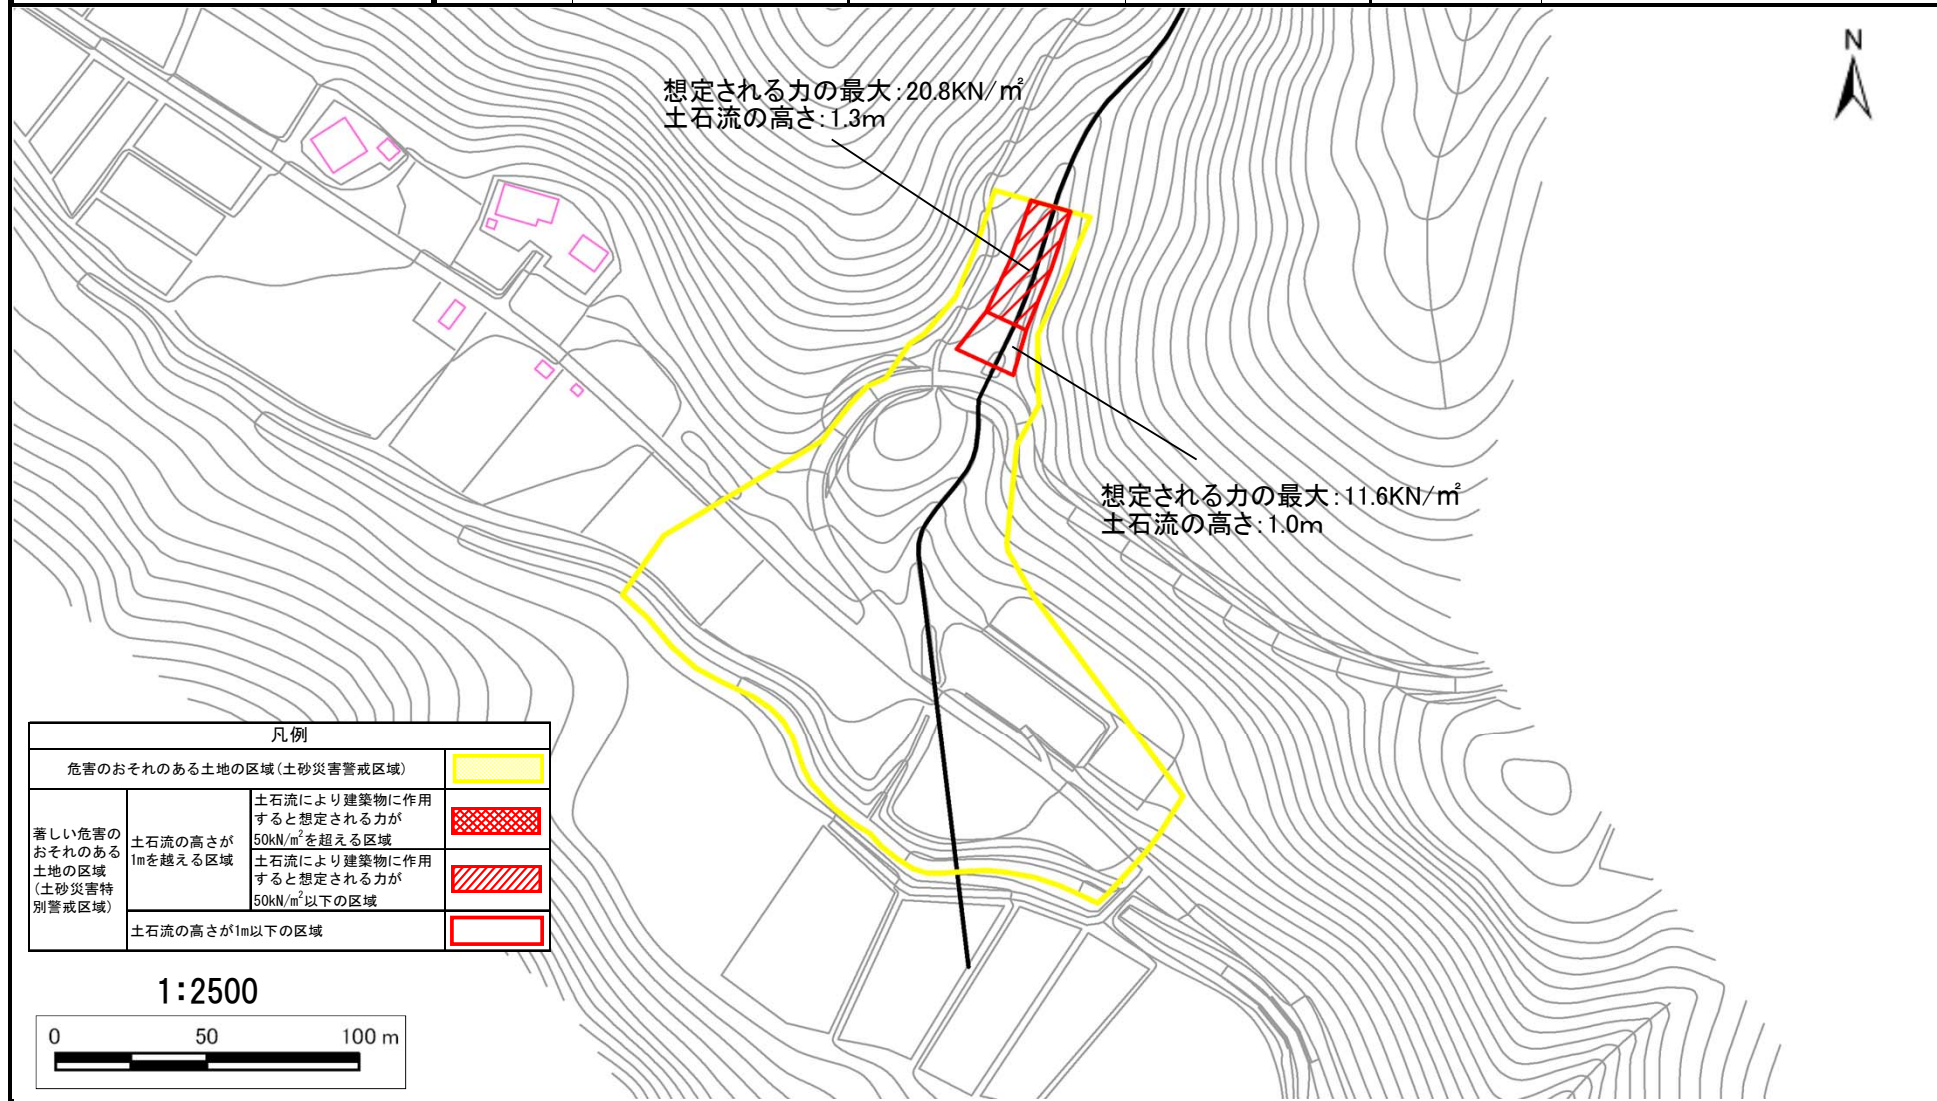 N
想定される力の最大:20.8KN/㎡
土石流の高さ:1.3m
想定される力の最大:11.6KN/㎡
土石流の高さ:1.0m
凡例
危害のおそれのある土地の区域(土砂災害警戒区域)
著しい危害の
おそれのある
土地の区域
(土砂災害特
別警戒区域)
土石流の高さが
1mを越える区域
土石流により建築物に作用
すると想定される力が
50kN/㎡を超える区域
土石流により建築物に作用
すると想定される力が
50kN/㎡以下の区域
土石流の高さが1m以下の区域
1:2500
0 50 100 m